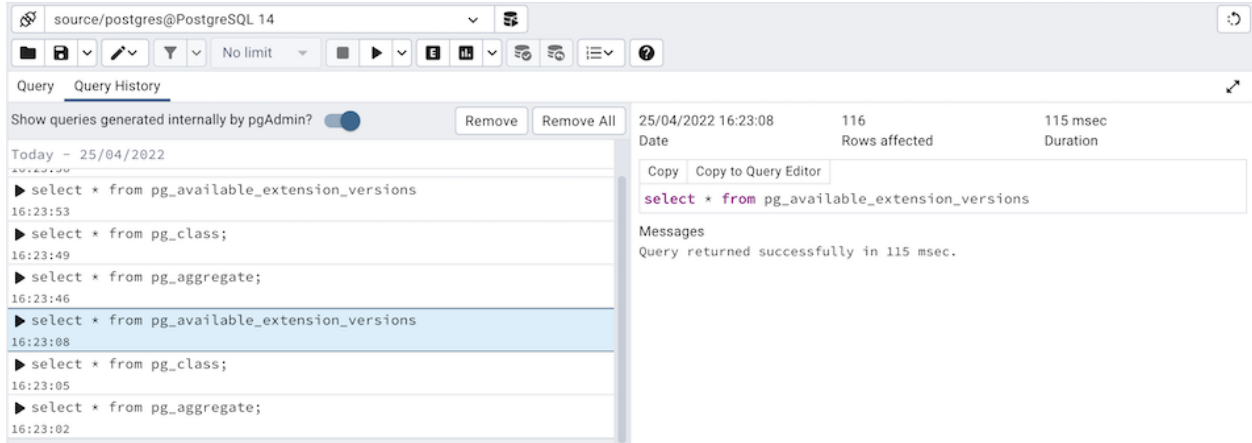 source/postgres@PostgreSQL 14
No limit
Query Query History
Show queries generated internally by pgAdmin? Remove Remove All
Today - 25/04/2022
select * from pg_available_extension_versions
16:23:53
select * from pg_class;
16:23:49
select * from pg_aggregate;
16:23:46
select * from pg_available_extension_versions
16:23:08
select * from pg_class;
16:23:05
select * from pg_aggregate;
16:23:02
25/04/2022 16:23:08 116 115 msec
Date Rows affected Duration
Copy Copy to Query Editor
select * from pg_available_extension_versions
Messages
Query returned successfully in 115 msec.